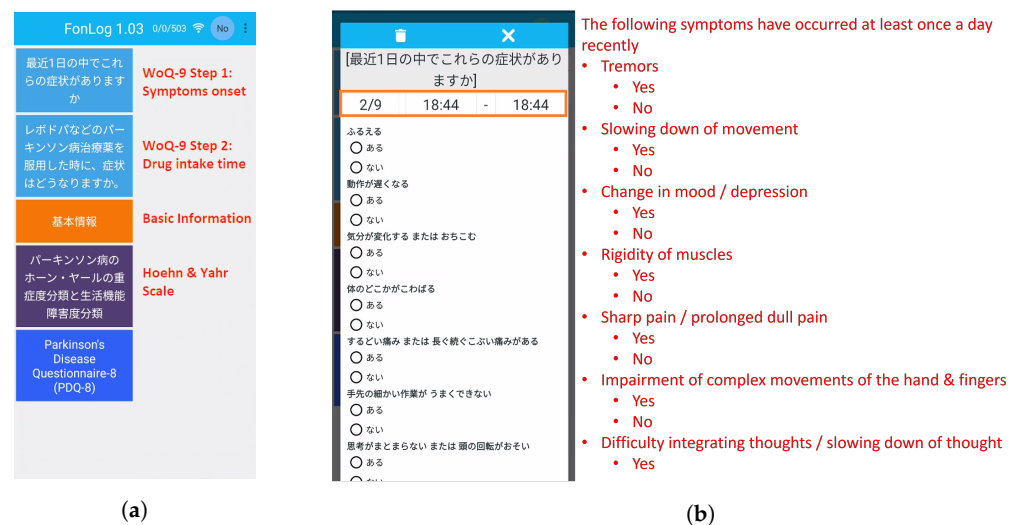 FonLog 1.03 0/0/503 No
最近1日の中でこれ
らの症状があります
か
WoQ-9 Step 1:
Symptoms onset
レボドパなどのパー
キンソン病治療薬を
服用した時に、症状
はどうなりますか。
WoQ-9 Step 2:
Drug intake time
基本情報
Basic Information
パーキンソン病の
ホーン・ヤールの重
症度分類と生活機能
障害度分類
Hoehn & Yahr
Scale
Parkinson's
Disease
Questionnaire-8
(PDQ-8)
(a)
[最近1日の中でこれらの症状があり
ますか]
2/9 18:44 - 18:44
ふるえる
ある
ない
動作が遅くなる
ある
ない
気分が変化する または おちこむ
ある
ない
体のどこかがこわばる
ある
ない
するどい痛み または 長ぐ続ぐこぶい痛みがある
ある
ない
手先の細かい作業が うまくできない
ある
ない
思考がまとまらない または 頭の回転がおそい
ある
The following symptoms have occurred at least once a day
recently
• Tremors
• Yes
• No
• Slowing down of movement
• Yes
• No
• Change in mood / depression
• Yes
• No
• Rigidity of muscles
• Yes
• No
• Sharp pain / prolonged dull pain
• Yes
• No
• Impairment of complex movements of the hand & fingers
• Yes
• No
• Difficulty integrating thoughts / slowing down of thought
• Yes
(b)